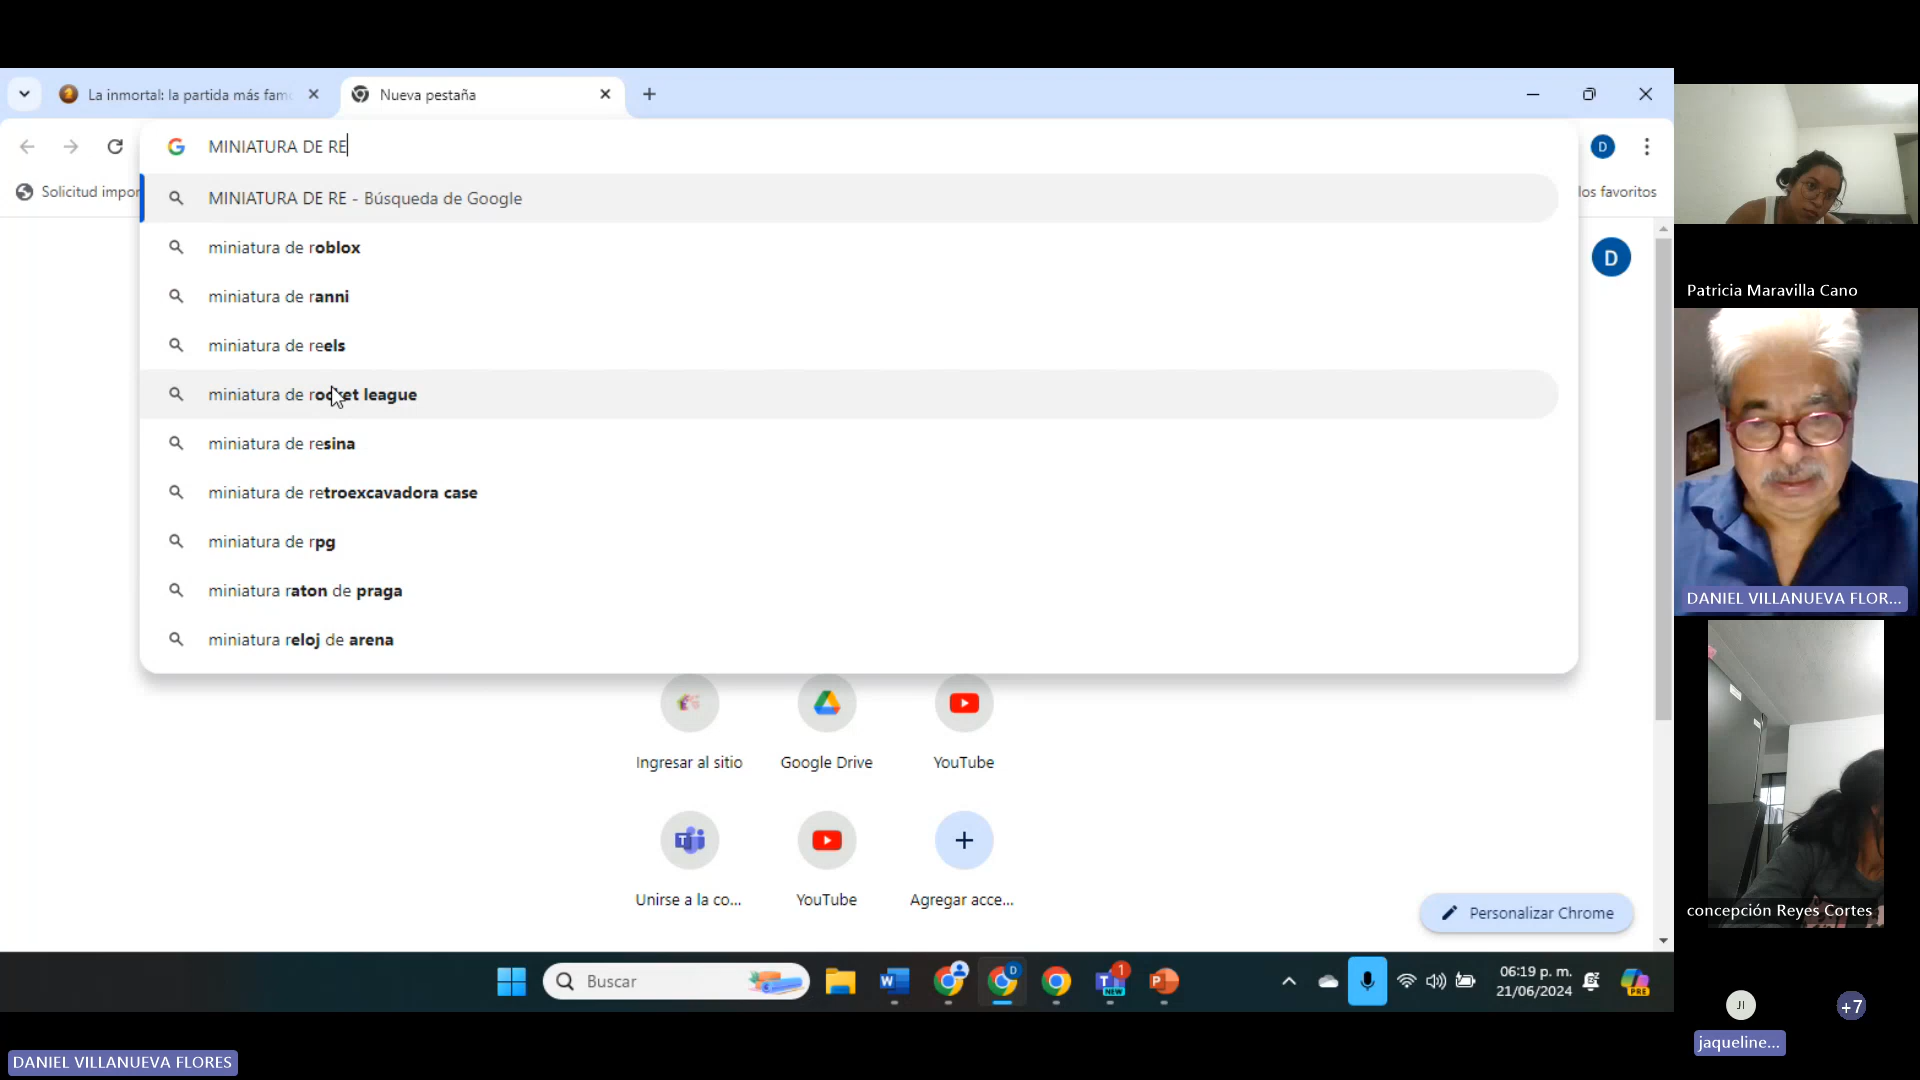 La inmortal: la partida más fam
Nueva pestaña
MINIATURA DE RE
D
Solicitud impor
los favoritos
MINIATURA DE RE - Búsqueda de Google
miniatura de roblox
D
miniatura de ranni
miniatura de reels
miniatura de rocket league
miniatura de resina
miniatura de retroexcavadora case
miniatura de rpg
miniatura raton de praga
miniatura reloj de arena
Ingresar al sitio
Google Drive
YouTube
Unirse a la co...
YouTube
Agregar acce...
Personalizar Chrome
Buscar
W
D
1
T
NEW
P
06:19 p. m.
21/06/2024
PRE
Patricia Maravilla Cano
DANIEL VILLANUEVA FLOR...
concepción Reyes Cortes
JI
+7
jaqueline...
DANIEL VILLANUEVA FLORES